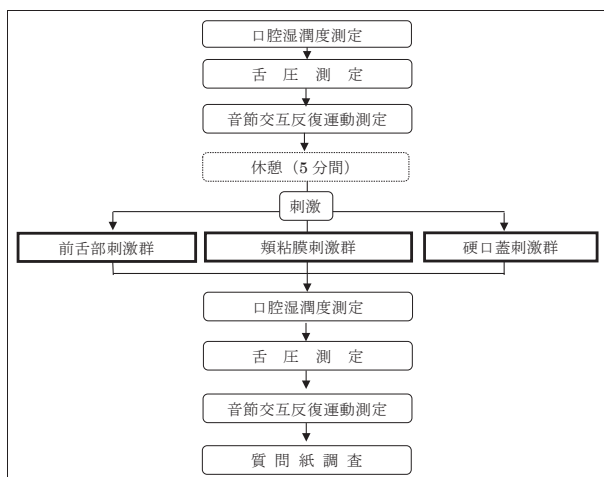 口腔湿潤度測定
舌 圧 測 定
音節交互反復運動測定
休憩（5 分間）
刺激
前舌部刺激群 頬粘膜刺激群 硬口蓋刺激群
口腔湿潤度測定
舌 圧 測 定
音節交互反復運動測定
質 問 紙 調 査